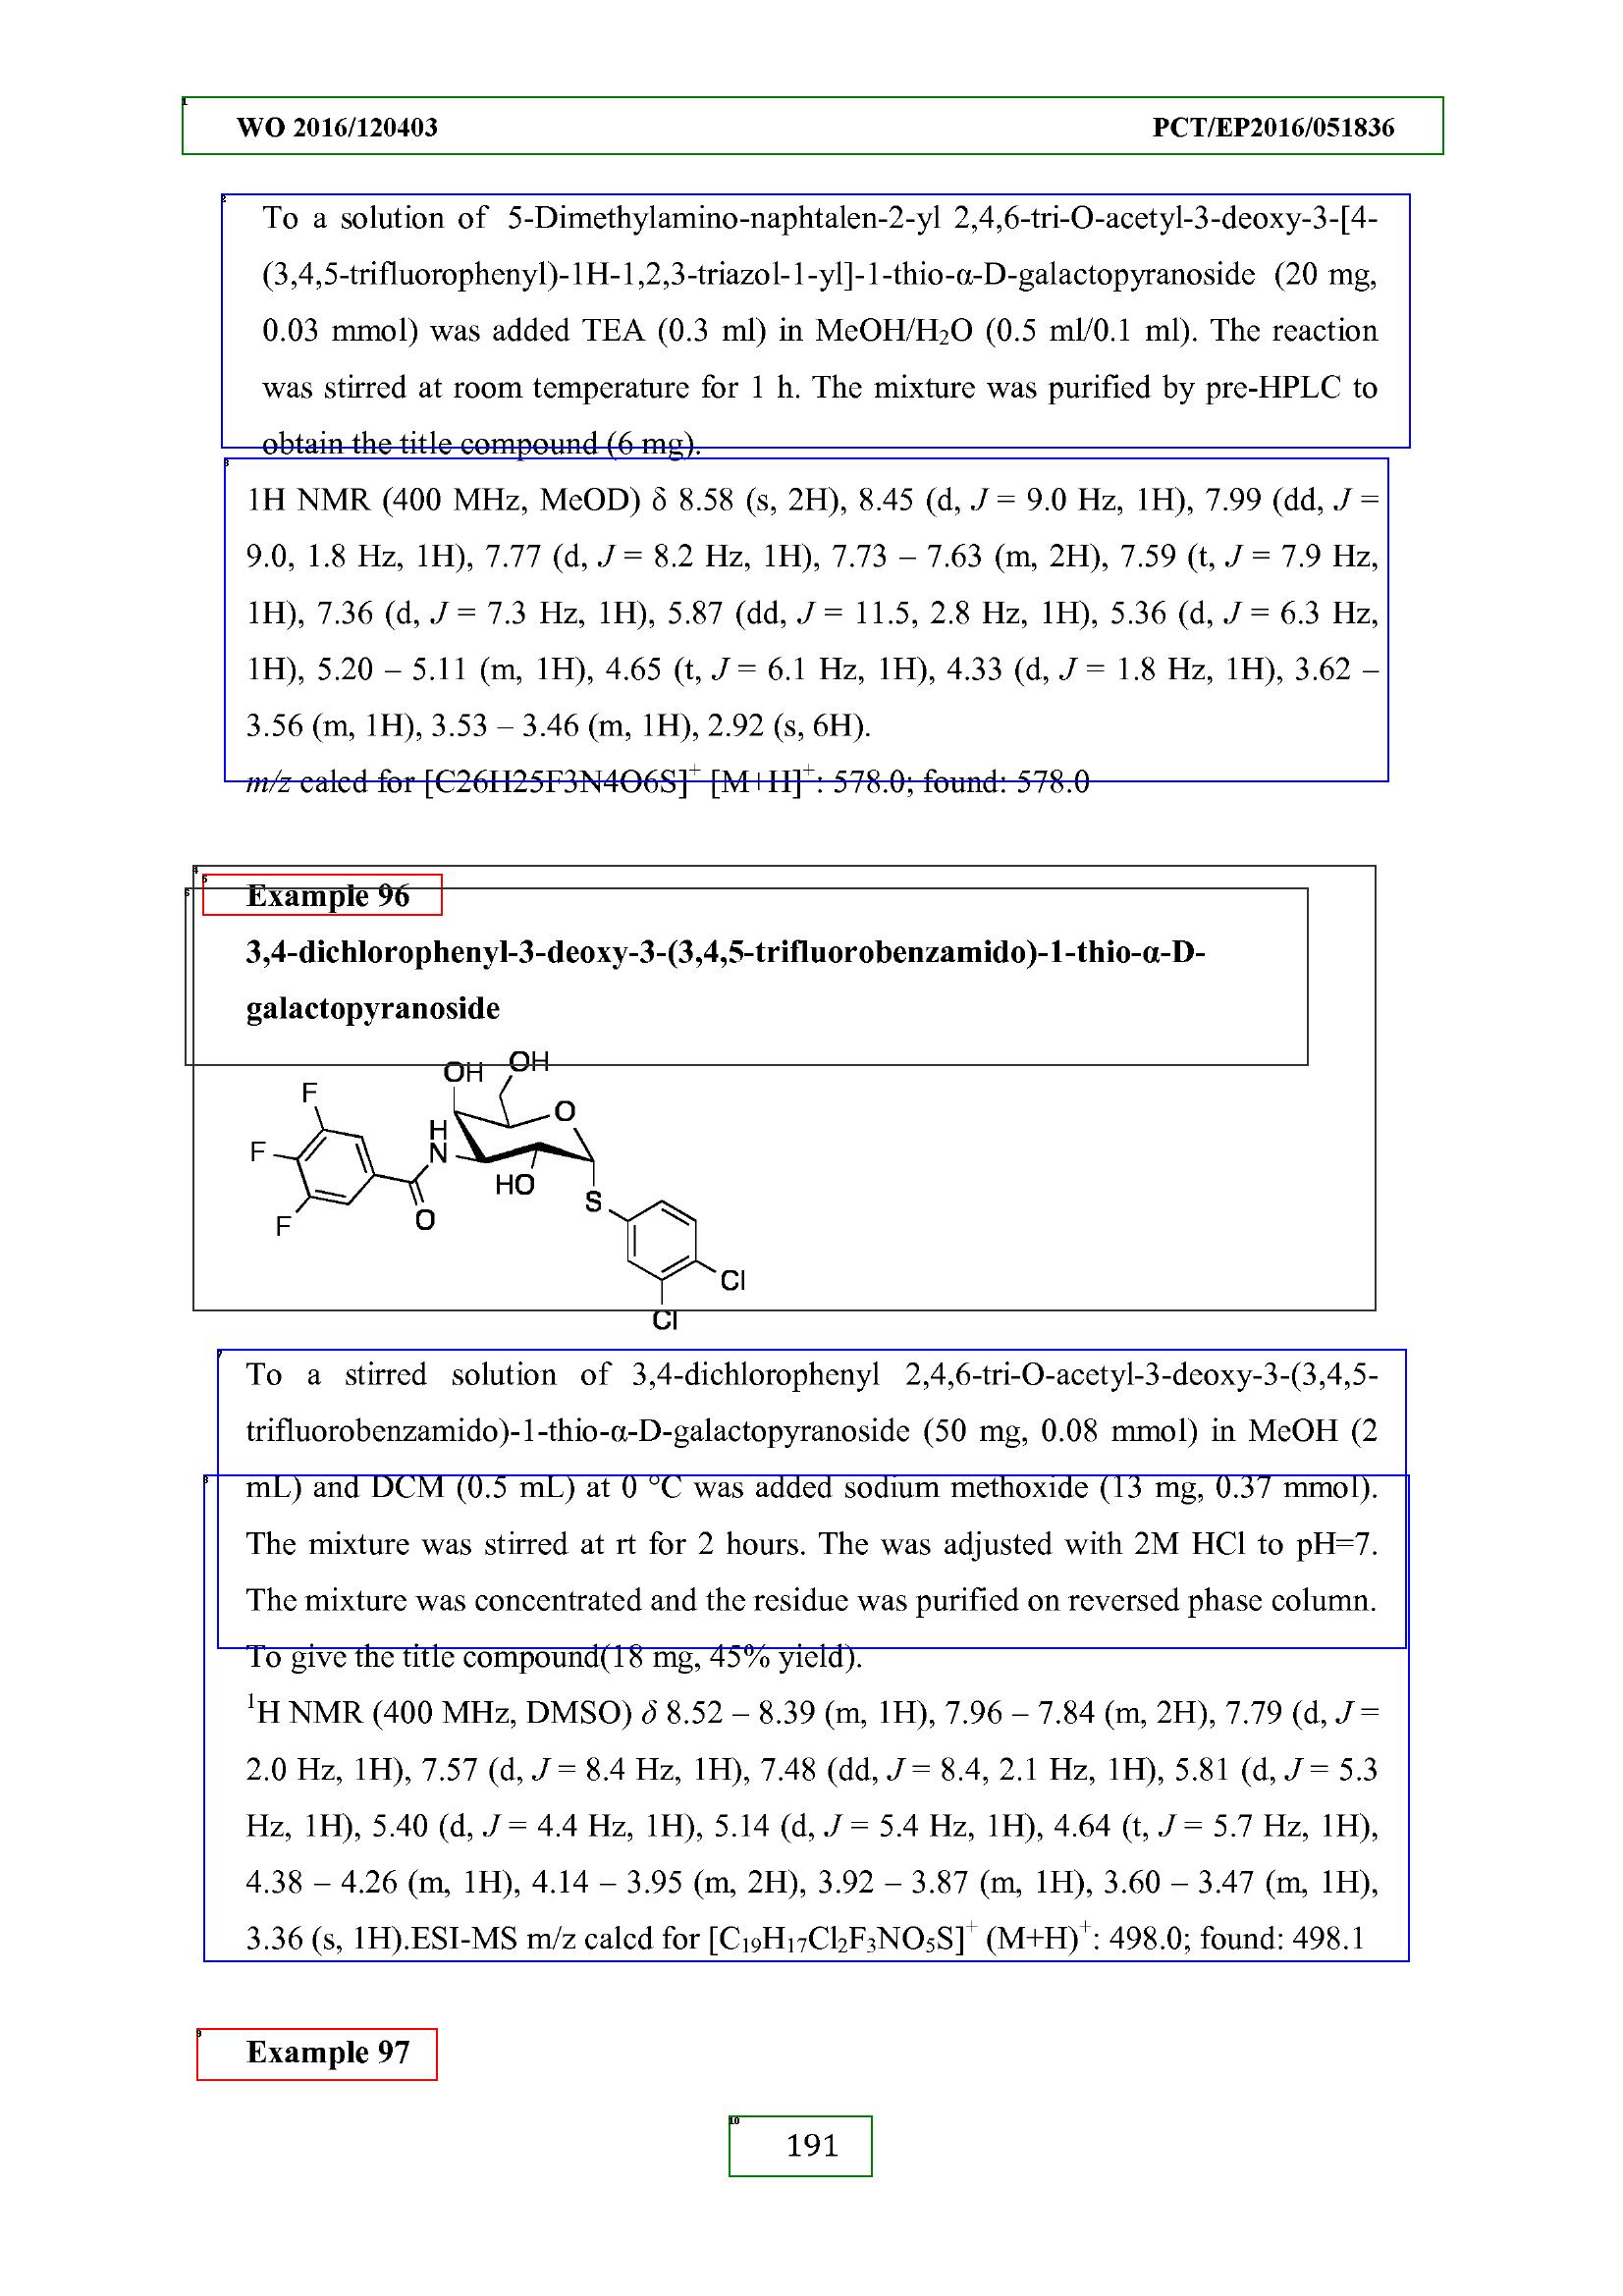 WO 2016/120403 PCT/EP2016/051836
To a solution of 5-Dimethylamino-naphtalen-2-yl 2,4,6-tri-O-acetyl-3-deoxy-3-[4-
(3,4,5-trifluorophenyl)-1H-1,2,3-triazol-1-yl]-1-thio-α-D-galactopyranoside (20 mg,
0.03 mmol) was added TEA (0.3 ml) in MeOH/H₂O (0.5 ml/0.1 ml). The reaction
was stirred at room temperature for 1 h. The mixture was purified by pre-HPLC to
obtain the title compound (6 mg).
1H NMR (400 MHz, MeOD) δ 8.58 (s, 2H), 8.45 (d, J = 9.0 Hz, 1H), 7.99 (dd, J =
9.0, 1.8 Hz, 1H), 7.77 (d, J = 8.2 Hz, 1H), 7.73 – 7.63 (m, 2H), 7.59 (t, J = 7.9 Hz,
1H), 7.36 (d, J = 7.3 Hz, 1H), 5.87 (dd, J = 11.5, 2.8 Hz, 1H), 5.36 (d, J = 6.3 Hz,
1H), 5.20 – 5.11 (m, 1H), 4.65 (t, J = 6.1 Hz, 1H), 4.33 (d, J = 1.8 Hz, 1H), 3.62 –
3.56 (m, 1H), 3.53 – 3.46 (m, 1H), 2.92 (s, 6H).
m/z calcd for [C26H25F3N4O6S]⁺ [M+H]⁺: 578.0; found: 578.0
Example 96
3,4-dichlorophenyl-3-deoxy-3-(3,4,5-trifluorobenzamido)-1-thio-α-D-
galactopyranoside
OH OH
F
O
H
F N
HO
S
F O
Cl
Cl
To a stirred solution of 3,4-dichlorophenyl 2,4,6-tri-O-acetyl-3-deoxy-3-(3,4,5-
trifluorobenzamido)-1-thio-α-D-galactopyranoside (50 mg, 0.08 mmol) in MeOH (2
mL) and DCM (0.5 mL) at 0 °C was added sodium methoxide (13 mg, 0.37 mmol).
The mixture was stirred at rt for 2 hours. The was adjusted with 2M HCl to pH=7.
The mixture was concentrated and the residue was purified on reversed phase column.
To give the title compound(18 mg, 45% yield).
¹H NMR (400 MHz, DMSO) δ 8.52 – 8.39 (m, 1H), 7.96 – 7.84 (m, 2H), 7.79 (d, J =
2.0 Hz, 1H), 7.57 (d, J = 8.4 Hz, 1H), 7.48 (dd, J = 8.4, 2.1 Hz, 1H), 5.81 (d, J = 5.3
Hz, 1H), 5.40 (d, J = 4.4 Hz, 1H), 5.14 (d, J = 5.4 Hz, 1H), 4.64 (t, J = 5.7 Hz, 1H),
4.38 – 4.26 (m, 1H), 4.14 – 3.95 (m, 2H), 3.92 – 3.87 (m, 1H), 3.60 – 3.47 (m, 1H),
3.36 (s, 1H).ESI-MS m/z calcd for [C₁₉H₁₇Cl₂F₃NO₅S]⁺ (M+H)⁺: 498.0; found: 498.1
Example 97
191